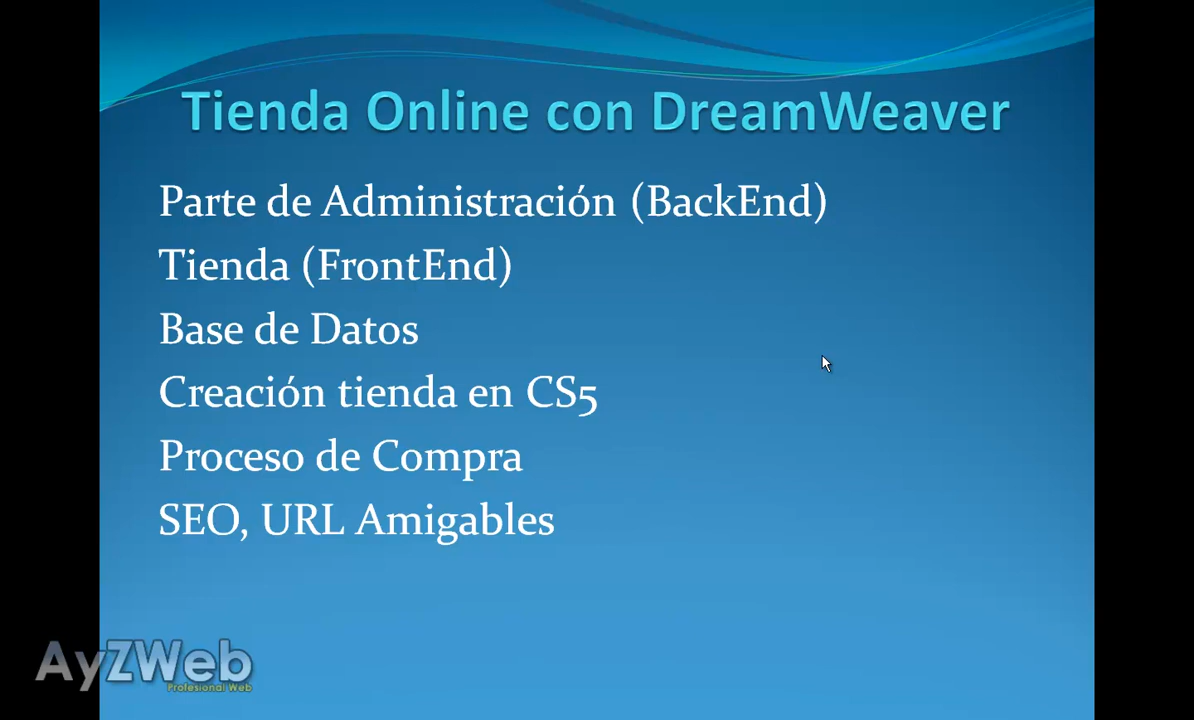 Tienda Online con DreamWeaver
Parte de Administración (BackEnd)
Tienda (FrontEnd)
Base de Datos
Creación tienda en CS5
Proceso de Compra
SEO, URL Amigables
AyZWeb
Profesional Web